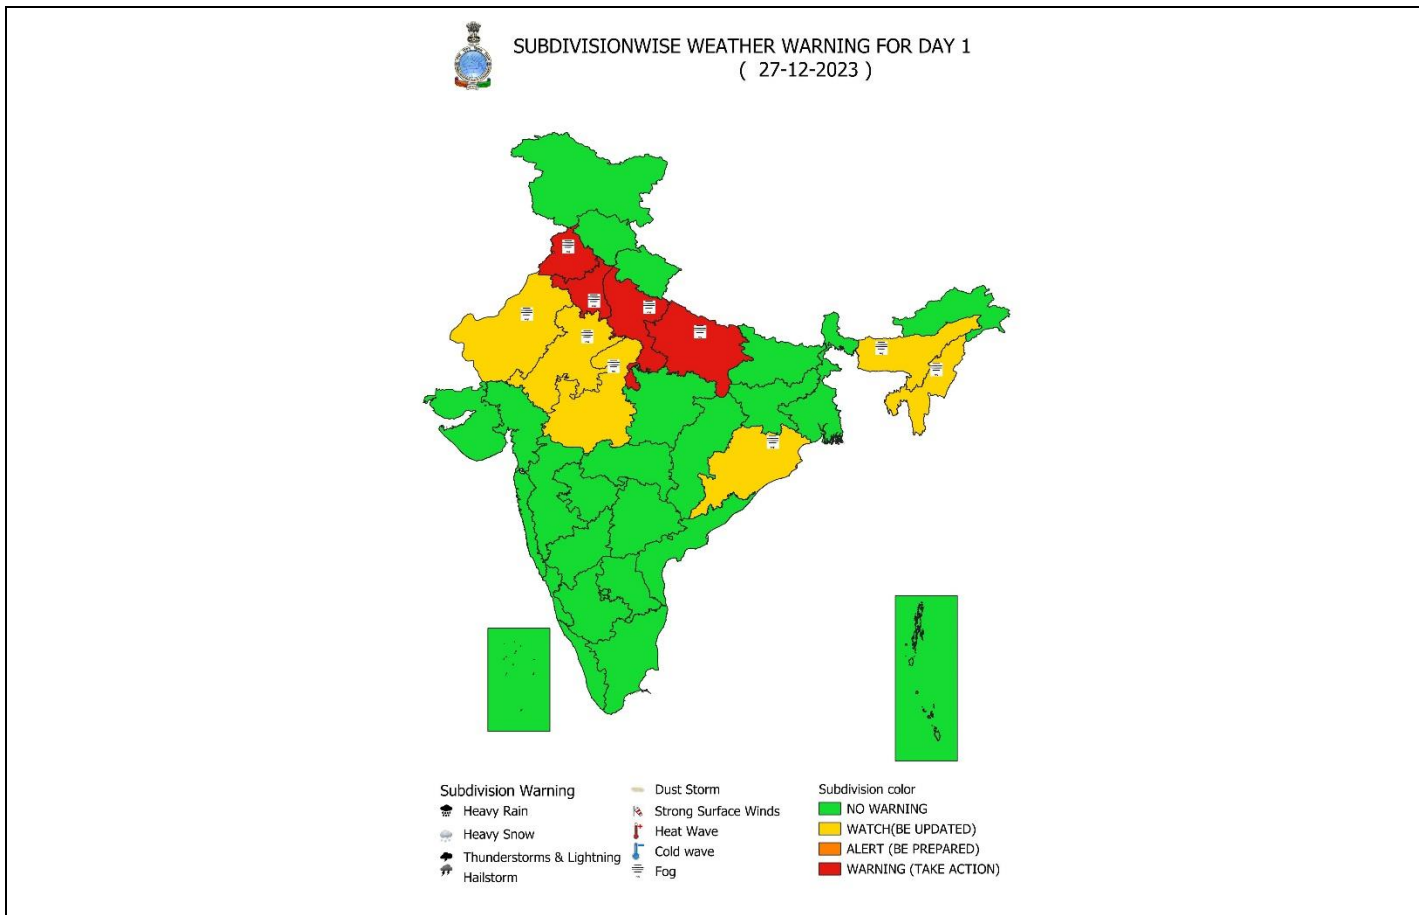 SUBDIVISIONWISE WEATHER WARNING FOR DAY 1
( 27-12-2023 )
Subdivision Warning
Heavy Rain
Heavy Snow
Thunderstorms & Lightning
Hailstorm
Dust Storm
Strong Surface Winds
Heat Wave
Cold wave
Fog
Subdivision color
NO WARNING
WATCH(BE UPDATED)
ALERT (BE PREPARED)
WARNING (TAKE ACTION)